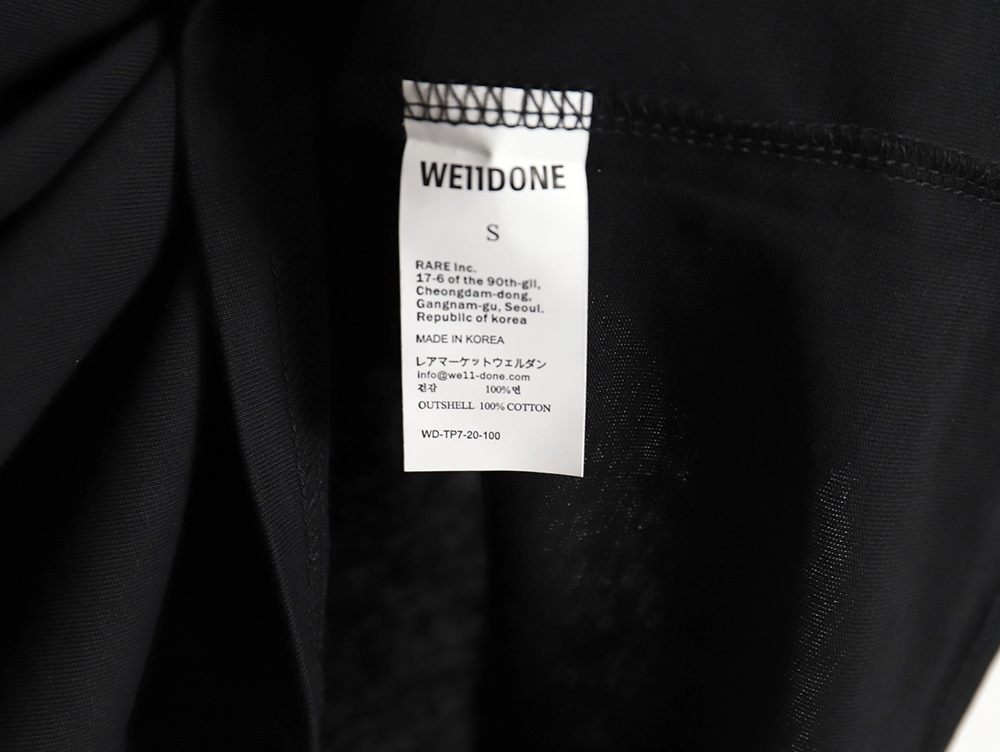 WE11DONE
S
RARE Inc.
17-6 of the 90th-gil,
Cheongdam-dong,
Gangnam-gu, Seoul.
Republic of korea
MADE IN KOREA
レアマーケットウェルダン
info@we11-done.com
겉감 100%면
OUTSHELL 100% COTTON
WD-TP7-20-100